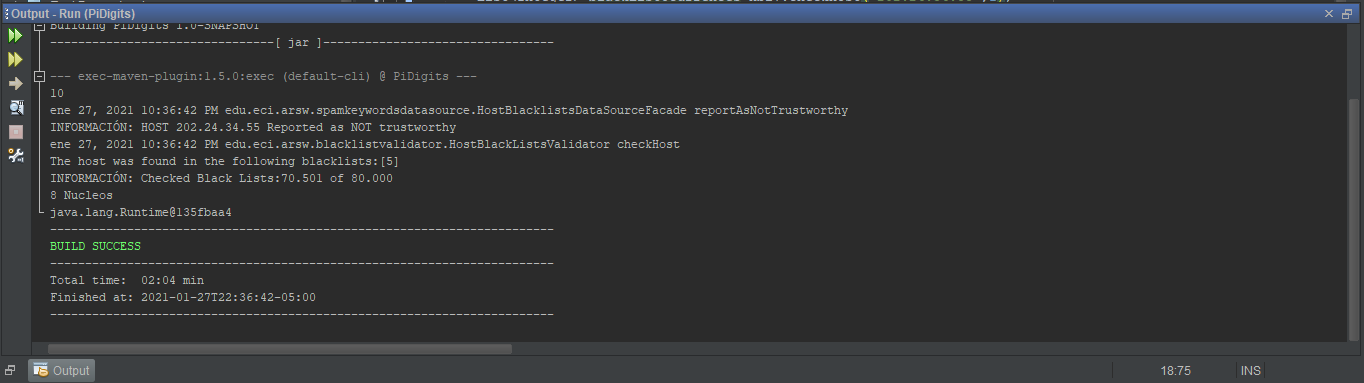 Output - Run (PiDigits)
Building PiDigits 1.0-SNAPSHOT
--------------------------------[ jar ]---------------------------------
--- exec-maven-plugin:1.5.0:exec (default-cli) @ PiDigits ---
10
ene 27, 2021 10:36:42 PM edu.eci.arsw.spamkeywordsdatasource.HostBlacklistsDataSourceFacade reportAsNotTrustworthy
INFORMACIÓN: HOST 202.24.34.55 Reported as NOT trustworthy
ene 27, 2021 10:36:42 PM edu.eci.arsw.blacklistvalidator.HostBlackListsValidator checkHost
The host was found in the following blacklists:[5]
INFORMACIÓN: Checked Black Lists:70.501 of 80.000
8 Nucleos
java.lang.Runtime@135fbaa4
------------------------------------------------------------------------
BUILD SUCCESS
------------------------------------------------------------------------
Total time:  02:04 min
Finished at: 2021-01-27T22:36:42-05:00
------------------------------------------------------------------------
Output
18:75
INS